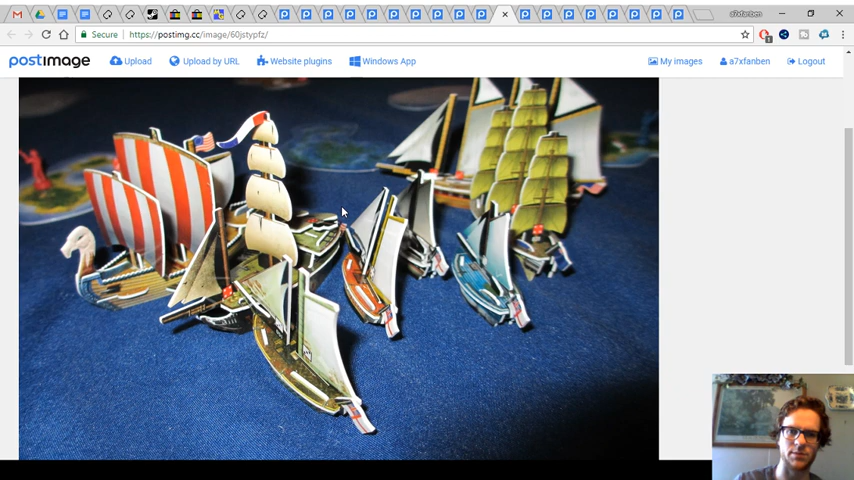 a7xfanben
Secure https://postimg.cc/image/60jstypfz/
postimage Upload Upload by URL Website plugins Windows App My images a7xfanben Logout